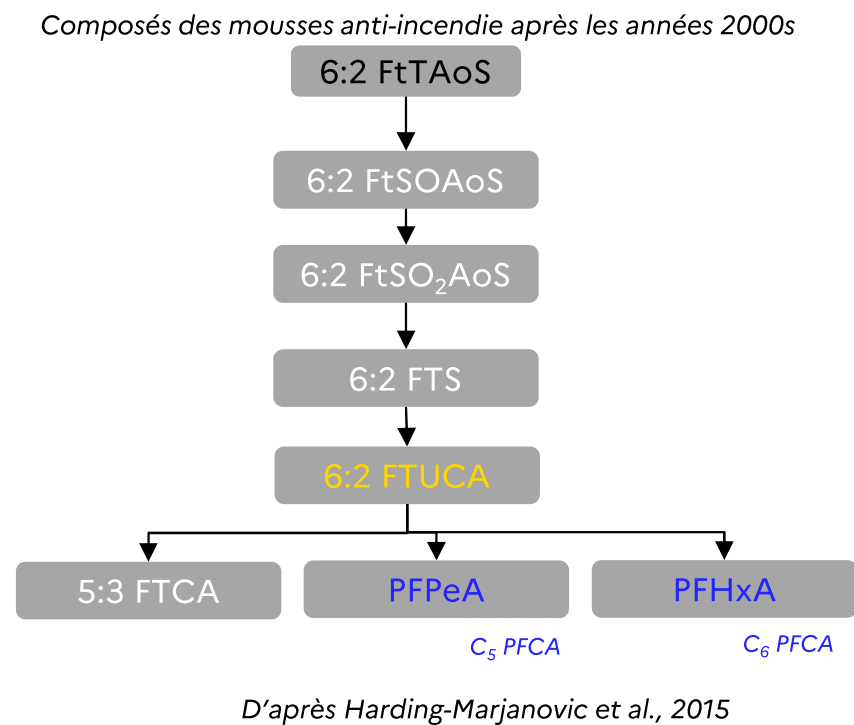 Composés des mousses anti-incendie après les années 2000s
6:2 FtTAoS
6:2 FtSOAoS
6:2 FtSO₂AoS
6:2 FTS
6:2 FTUCA
5:3 FTCA
PFPeA
PFHxA
C₅ PFCA
C₆ PFCA
D'après Harding-Marjanovic et al., 2015